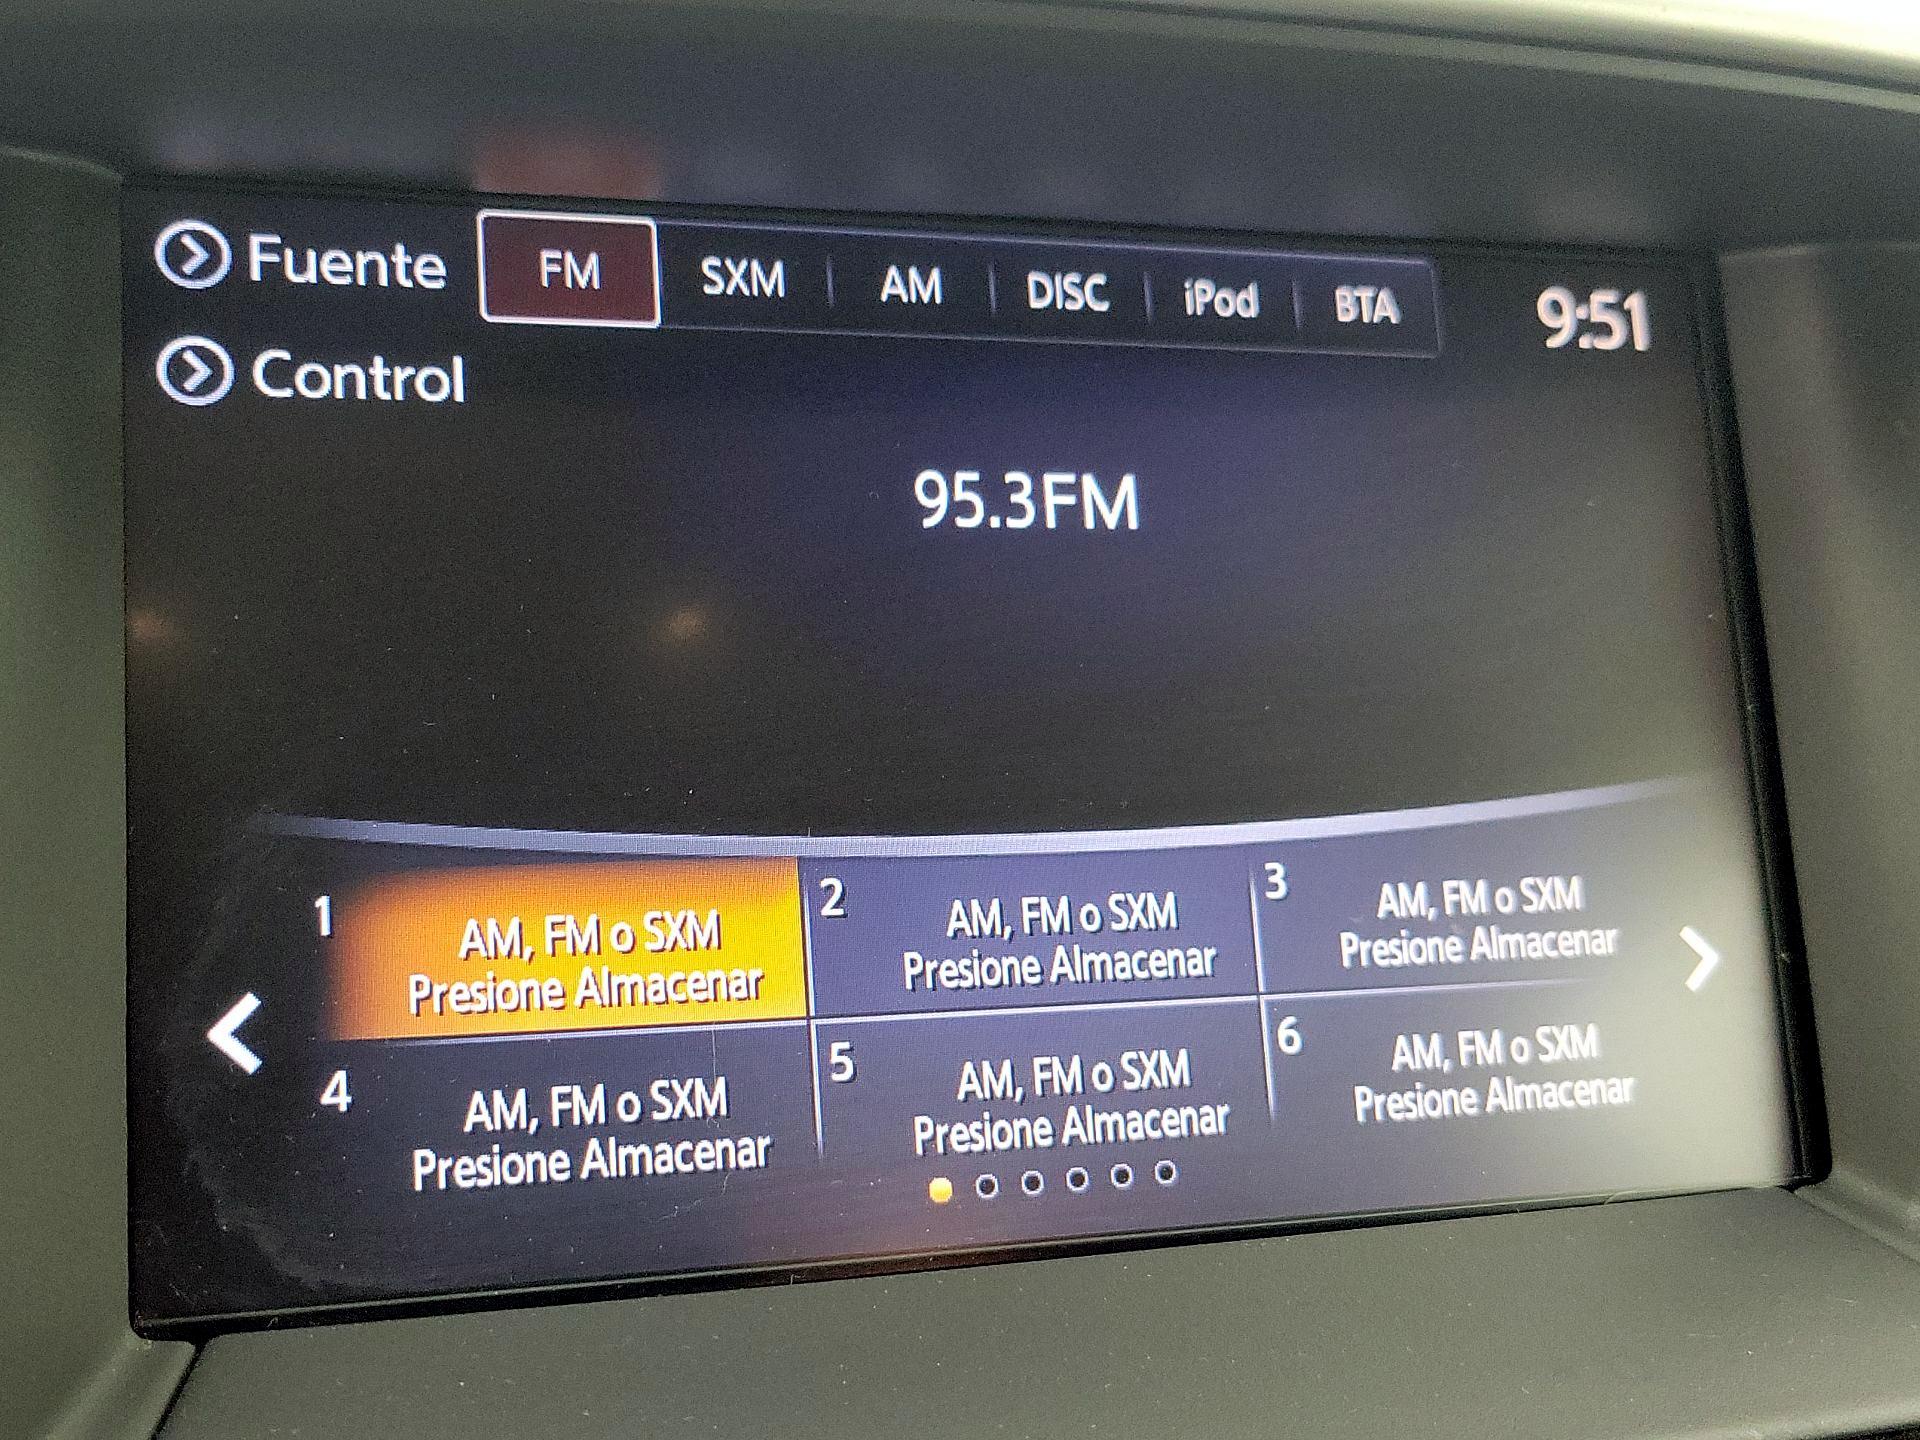 Fuente FM SXM AM DISC iPod BTA 9:51
Control
95.3FM
1 AM, FM o SXM
Presione Almacenar
2 AM, FM o SXM
Presione Almacenar
3 AM, FM o SXM
Presione Almacenar
4 AM, FM o SXM
Presione Almacenar
5 AM, FM o SXM
Presione Almacenar
6 AM, FM o SXM
Presione Almacenar